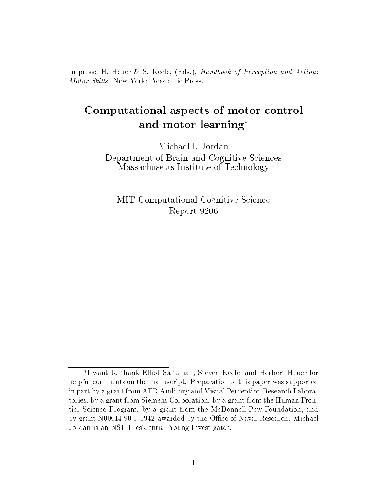 In press: H. Heuer & S. Keele, (Eds.), Handbook of Perception and Action:
Motor Skills. New York: Academic Press.
Computational aspects of motor control
and motor learning*
Michael I. Jordan
Department of Brain and Cognitive Sciences
Massachusetts Institute of Technology
MIT Computational Cognitive Science
Report 9206
*I want to thank Elliot Saltzman, Steven Keele, and Herbert Heuer for
helpful comments on the manuscript. Preparation of this paper was supported
in part by a grant from ATR Auditory and Visual Perception Research Labora-
tories, by a grant from Siemens Corporation, by a grant from the Human Fron-
tier Science Program, by a grant from the McDonnell-Pew Foundation, and
by grant N00014-90-J-1942 awarded by the Office of Naval Research. Michael
Jordan is an NSF Presidential Young Investigator.
1